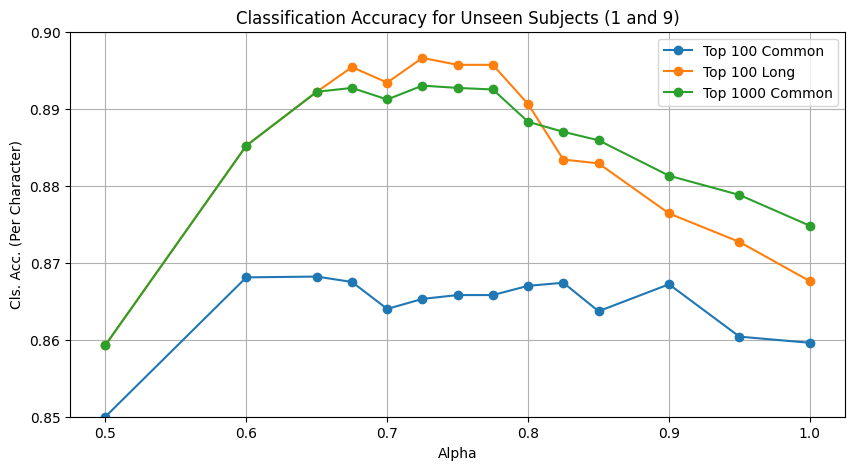 Classification Accuracy for Unseen Subjects (1 and 9)
Cls. Acc. (Per Character)
0.90
0.89
0.88
0.87
0.86
0.85
Top 100 Common
Top 100 Long
Top 1000 Common
0.5 0.6 0.7 0.8 0.9 1.0
Alpha